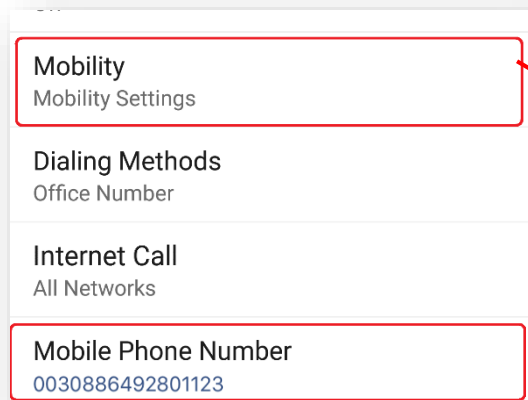 Mobility
Mobility Settings
Dialing Methods
Office Number
Internet Call
All Networks
Mobile Phone Number
0030886492801123